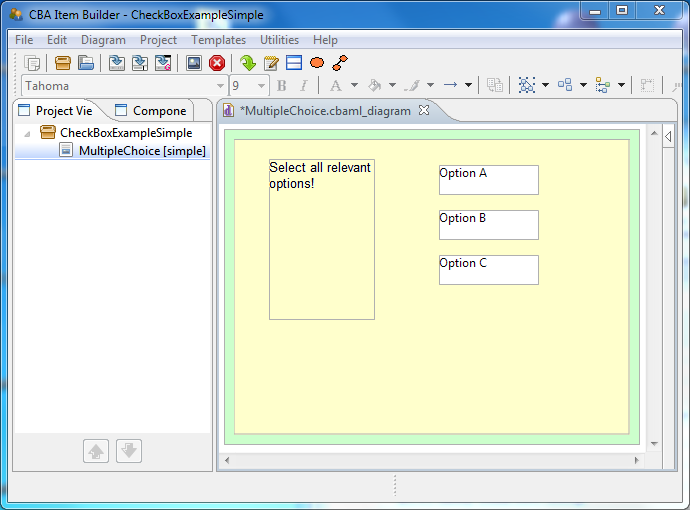 CBA Item Builder - CheckBoxExampleSimple
File Edit Diagram Project Templates Utilities Help
Tahoma 9 B I A
Project Vie Compone *MultipleChoice.cbaml_diagram
CheckBoxExampleSimple
MultipleChoice [simple]
Select all relevant
options!
Option A
Option B
Option C